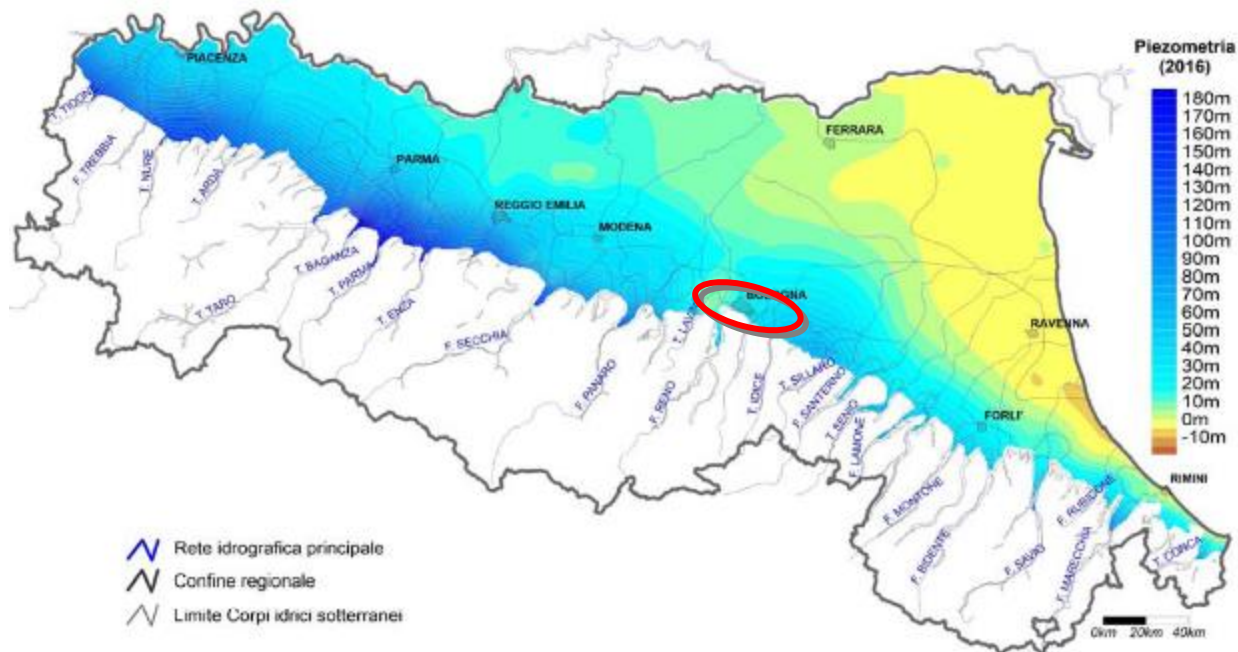 Piezometria
(2016)
180m
170m
160m
150m
140m
130m
120m
110m
100m
90m
80m
70m
60m
50m
40m
30m
20m
10m
0m
-10m
PIACENZA
FERRARA
PARMA
REGGIO EMILIA
MODENA
BOLOGNA
RAVENNA
FORLI'
RIMINI
T. TIDONE
F. TREBBIA
T. NURE
T. ARDA
T. TARO
T. BAGANZA
T. PARMA
T. ENZA
F. SECCHIA
F. PANARO
F. RENO
T. IDICE
T. SILLARO
F. SANTERNO
T. SENIO
F. LAMONE
F. MONTONE
F. BIDENTE
F. SAVIO
F. RUBICONE
F. MARECCHIA
T. CONCA
Rete idrografica principale
Confine regionale
Limite Corpi idrici sotterranei
0km 20km 40km